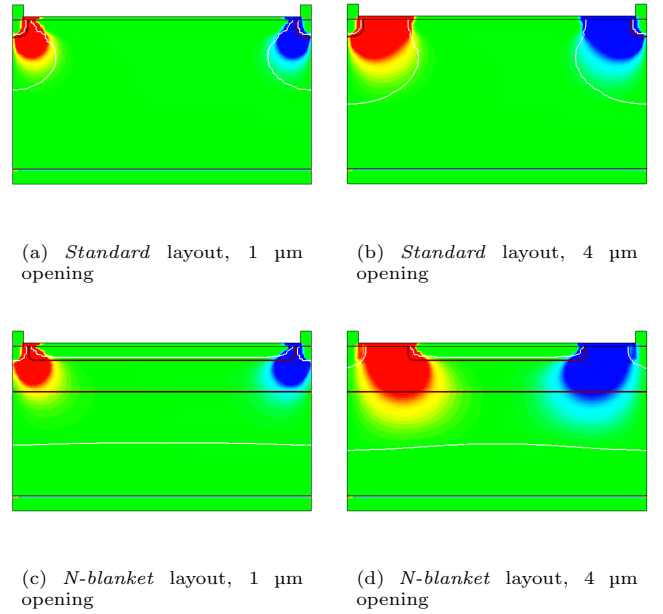 (a) Standard layout, 1 µm
opening
(b) Standard layout, 4 µm
opening
(c) N-blanket layout, 1 µm
opening
(d) N-blanket layout, 4 µm
opening